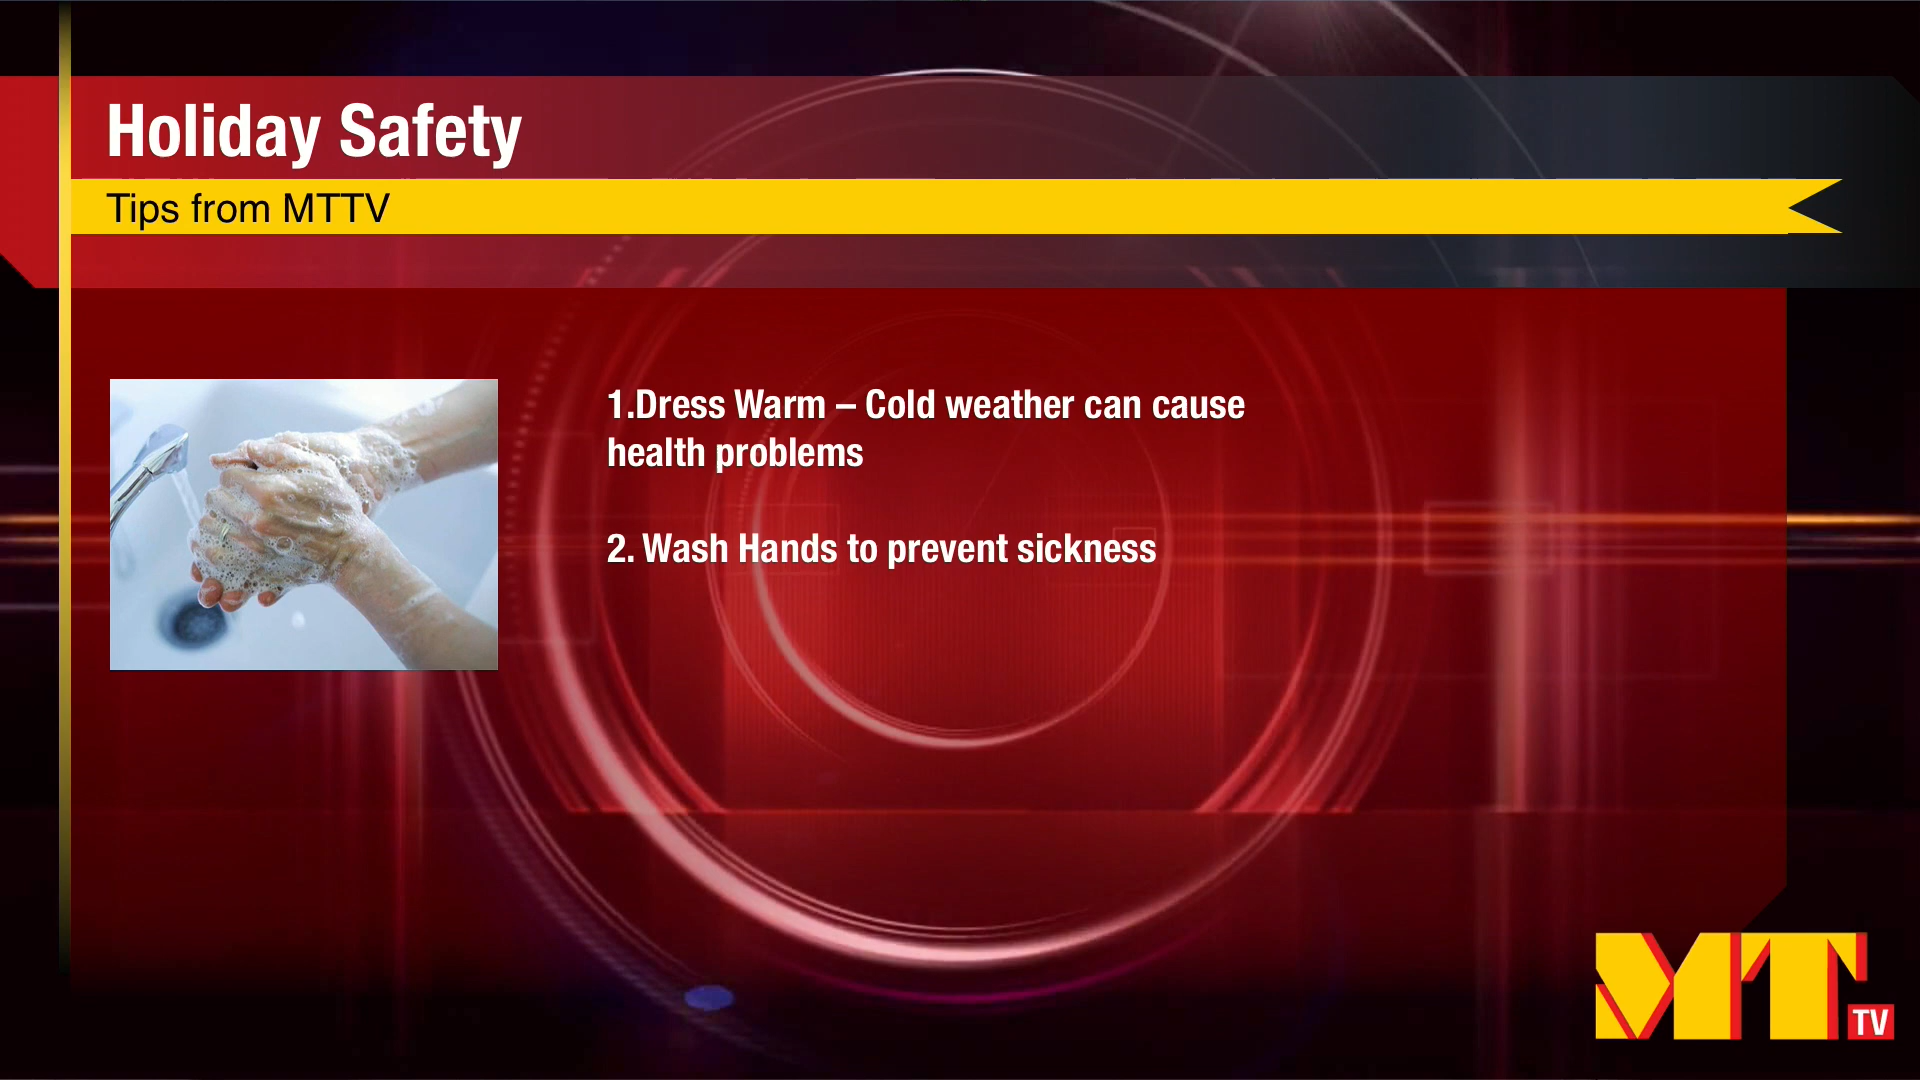 Holiday Safety
Tips from MTTV
1.Dress Warm – Cold weather can cause
health problems
2. Wash Hands to prevent sickness
MT
TV